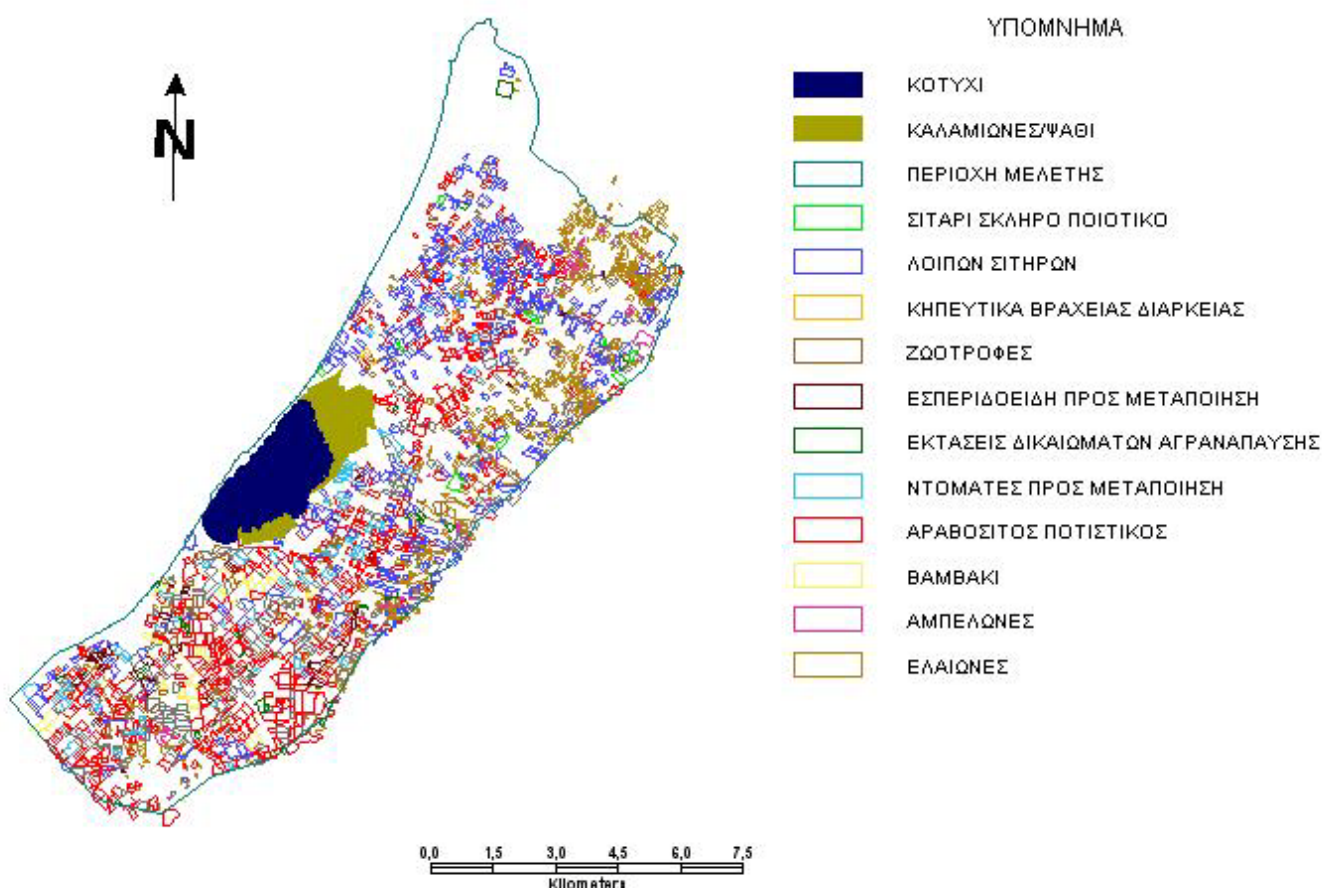 ΥΠΟΜΝΗΜΑ
N
ΚΟΤΥΧΙ
ΚΑΛΑΜΙΩΝΕΣ/ΨΑΘΙ
ΠΕΡΙΟΧΗ ΜΕΛΕΤΗΣ
ΣΙΤΑΡΙ ΣΚΛΗΡΟ ΠΟΙΟΤΙΚΟ
ΛΟΙΠΩΝ ΣΙΤΗΡΩΝ
ΚΗΠΕΥΤΙΚΑ ΒΡΑΧΕΙΑΣ ΔΙΑΡΚΕΙΑΣ
ΖΩΟΤΡΟΦΕΣ
ΕΣΠΕΡΙΔΟΕΙΔΗ ΠΡΟΣ ΜΕΤΑΠΟΙΗΣΗ
ΕΚΤΑΣΕΙΣ ΔΙΚΑΙΩΜΑΤΩΝ ΑΓΡΑΝΑΠΑΥΣΗΣ
ΝΤΟΜΑΤΕΣ ΠΡΟΣ ΜΕΤΑΠΟΙΗΣΗ
ΑΡΑΒΟΣΙΤΟΣ ΠΟΤΙΣΤΙΚΟΣ
ΒΑΜΒΑΚΙ
ΑΜΠΕΛΩΝΕΣ
ΕΛΑΙΩΝΕΣ
0,0 1,5 3,0 4,5 6,0 7,5
Kilometers